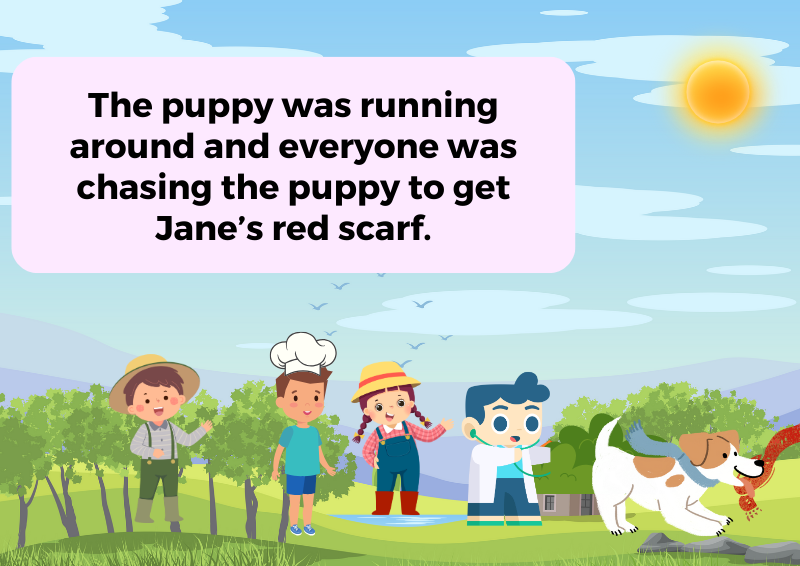 The puppy was running
around and everyone was
chasing the puppy to get
Jane’s red scarf.